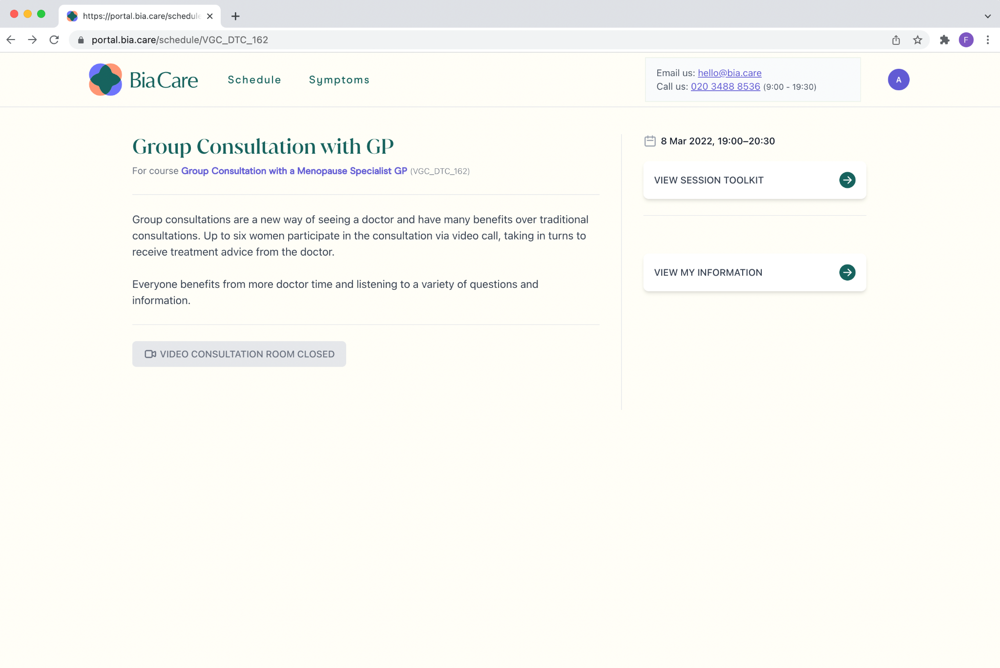 https://portal.bia.care/schedule
portal.bia.care/schedule/VGC_DTC_162
F
Bia Care
Schedule
Symptoms
Email us: hello@bia.care
Call us: 020 3488 8536 (9:00 - 19:30)
A
Group Consultation with GP
For course Group Consultation with a Menopause Specialist GP (VGC_DTC_162)
Group consultations are a new way of seeing a doctor and have many benefits over traditional
consultations. Up to six women participate in the consultation via video call, taking in turns to
receive treatment advice from the doctor.
Everyone benefits from more doctor time and listening to a variety of questions and
information.
VIDEO CONSULTATION ROOM CLOSED
8 Mar 2022, 19:00–20:30
VIEW SESSION TOOLKIT
VIEW MY INFORMATION